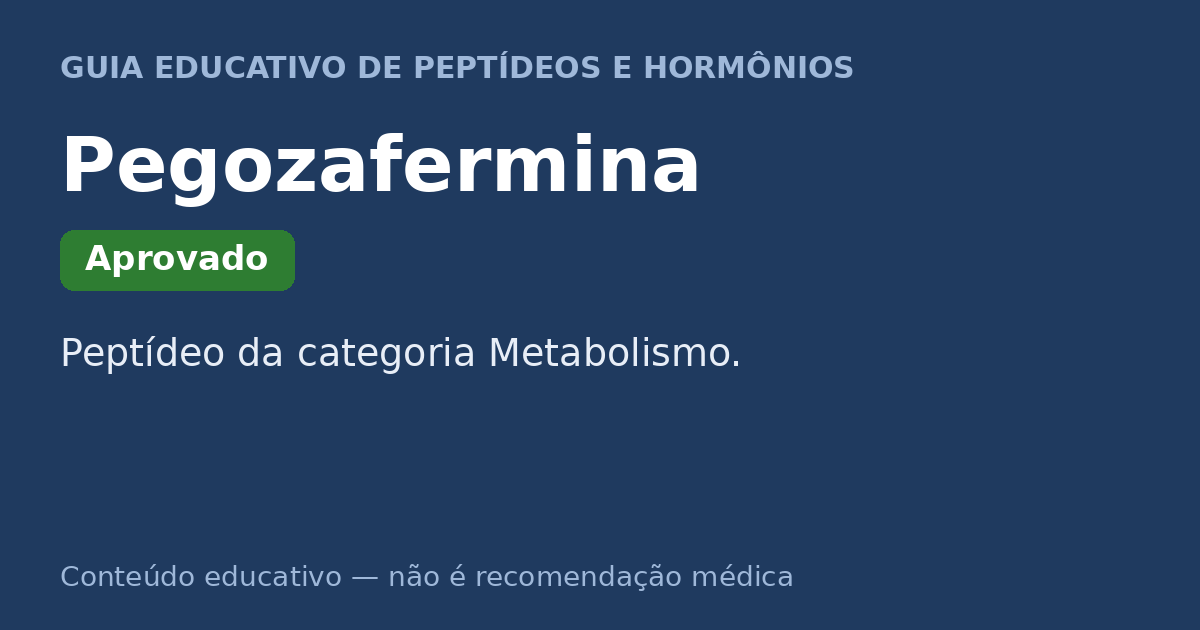 GUIA EDUCATIVO DE PEPTÍDEOS E HORMÔNIOS
Pegozafermina
Aprovado
Peptídeo da categoria Metabolismo.
Conteúdo educativo — não é recomendação médica